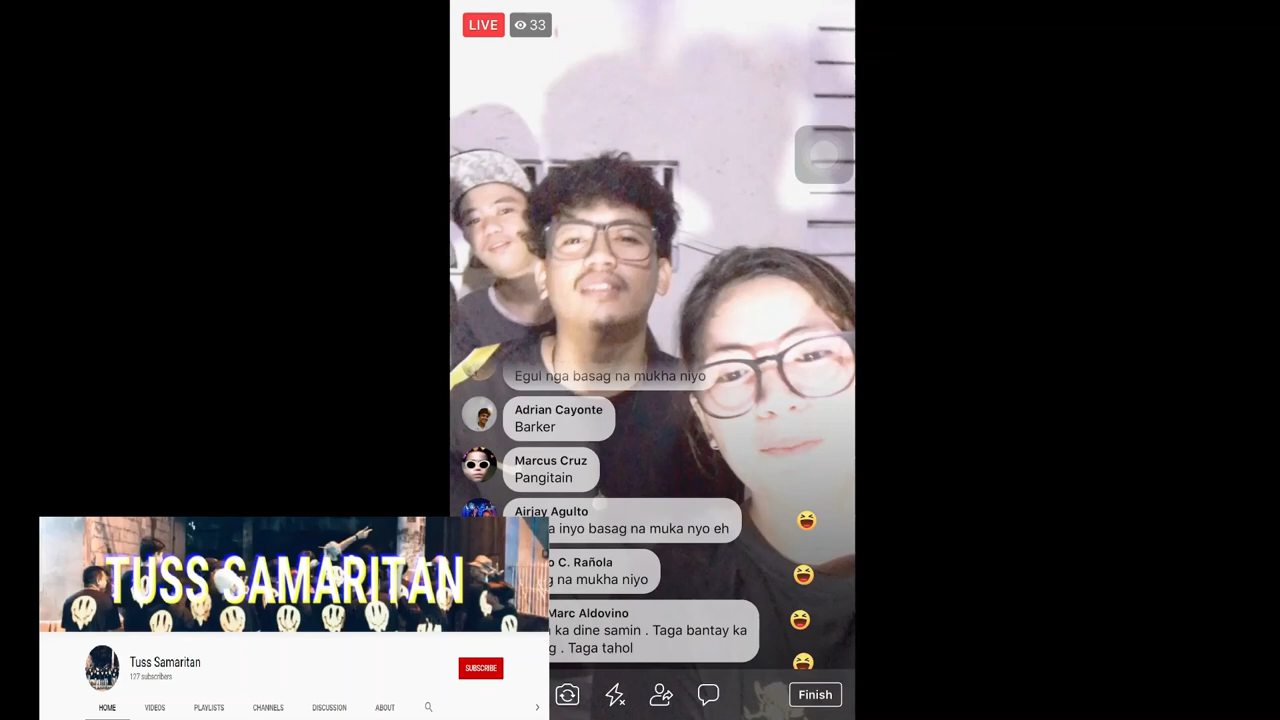 LIVE
33
Egul nga basag na mukha niyo
Adrian Cayonte
Barker
Marcus Cruz
Pangitain
Airjay Agulto
inyo basag na muka nyo eh
C. Rañola
na mukha niyo
Marc Aldovino
ka dine samin . Taga bantay ka
. Taga tahol
Finish
TUSS SAMARITAN
Tuss Samaritan
127 subscribers
SUBSCRIBE
HOME VIDEOS PLAYLISTS CHANNELS DISCUSSION ABOUT